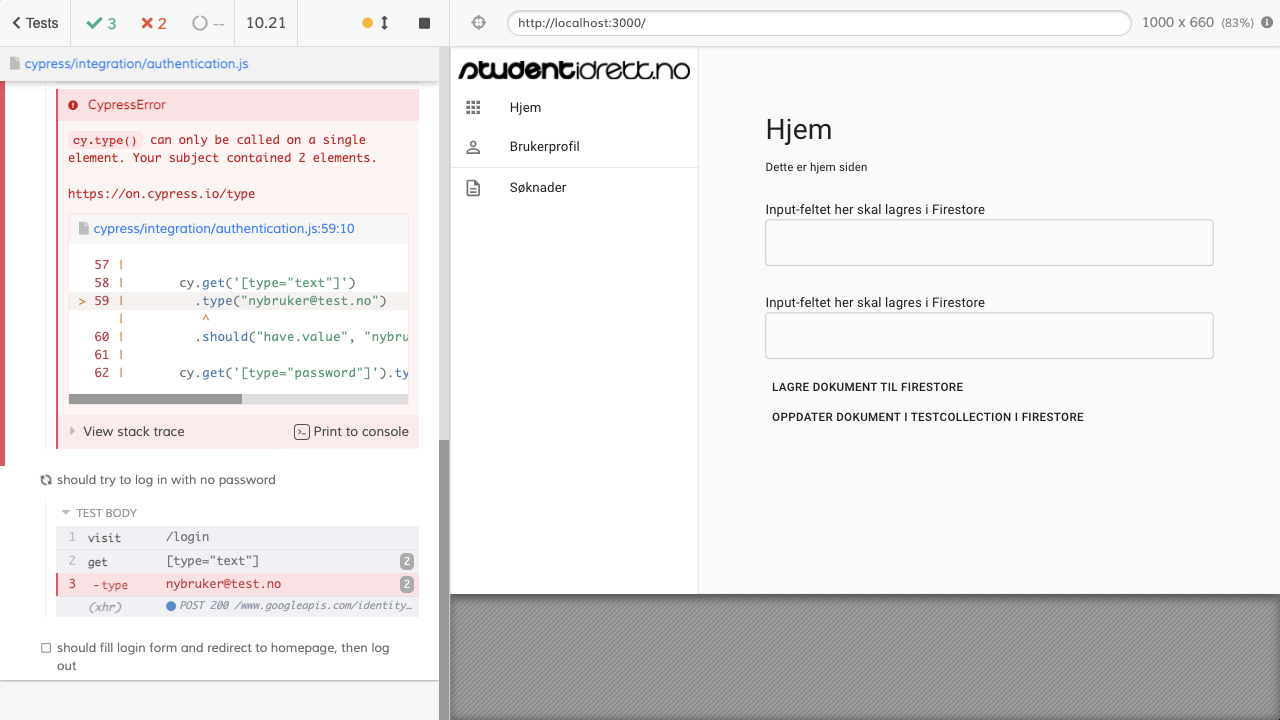 Tests
3
2
--
10.21
http://localhost:3000/
1000 x 660 (83%)
cypress/integration/authentication.js
CypressError
cy.type() can only be called on a single
element. Your subject contained 2 elements.
https://on.cypress.io/type
cypress/integration/authentication.js:59:10
57 |
58 | cy.get('[type="text"]')
> 59 | .type("nybruker@test.no")
| ^
60 | .should("have.value", "nybru
61 |
62 | cy.get('[type="password"]').ty
View stack trace
Print to console
should try to log in with no password
TEST BODY
1 visit /login
2 get [type="text"] 2
3 -type nybruker@test.no 2
(xhr) POST 200 /www.googleapis.com/identity…
should fill login form and redirect to homepage, then log
out
studentidrett.no
Hjem
Brukerprofil
Søknader
Hjem
Dette er hjem siden
Input-feltet her skal lagres i Firestore
Input-feltet her skal lagres i Firestore
LAGRE DOKUMENT TIL FIRESTORE
OPPDATER DOKUMENT I TESTCOLLECTION I FIRESTORE